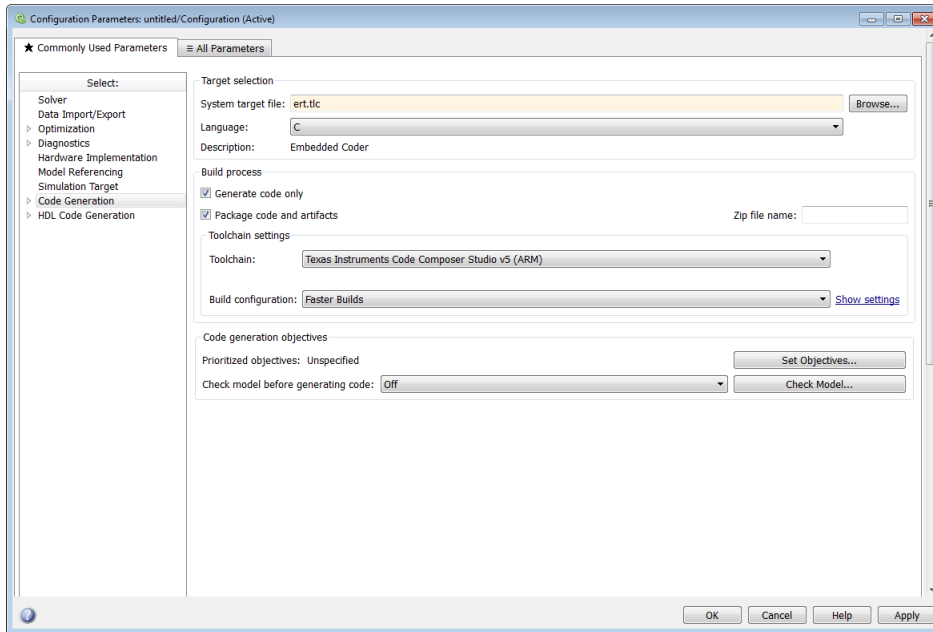 Configuration Parameters: untitled/Configuration (Active)
★ Commonly Used Parameters
≡ All Parameters
Select:
Solver
Data Import/Export
Optimization
Diagnostics
Hardware Implementation
Model Referencing
Simulation Target
Code Generation
HDL Code Generation
Target selection
System target file: ert.tlc Browse...
Language: C
Description: Embedded Coder
Build process
Generate code only
Package code and artifacts Zip file name:
Toolchain settings
Toolchain: Texas Instruments Code Composer Studio v5 (ARM)
Build configuration: Faster Builds Show settings
Code generation objectives
Prioritized objectives: Unspecified Set Objectives...
Check model before generating code: Off Check Model...
? OK Cancel Help Apply